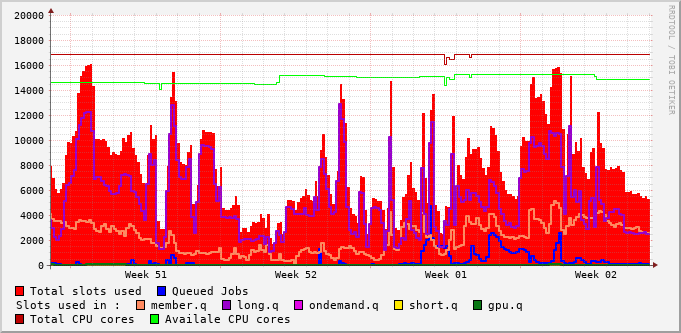 20000
18000
16000
14000
12000
10000
8000
6000
4000
2000
0
Week 51 Week 52 Week 01 Week 02
RRDTOOL / TOBI OETIKER
Total slots used Queued Jobs
Slots used in : member.q long.q ondemand.q short.q gpu.q
Total CPU cores Availale CPU cores